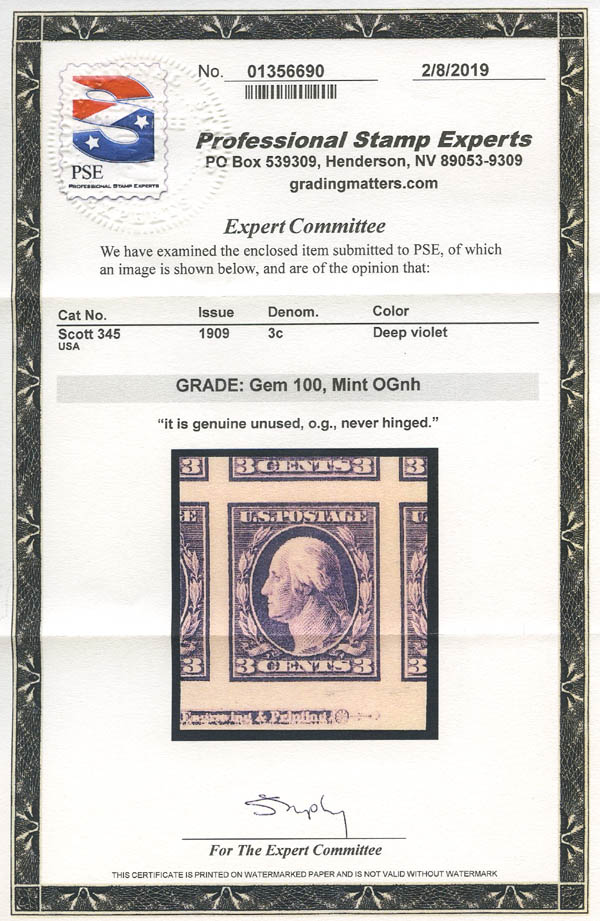 No. 01356690 2/8/2019
PSE
PROFESSIONAL STAMP EXPERTS
Professional Stamp Experts
PO Box 539309, Henderson, NV 89053-9309
gradingmatters.com
Expert Committee
We have examined the enclosed item submitted to PSE, of which
an image is shown below, and are of the opinion that:
Cat No. Issue Denom. Color
Scott 345 1909 3c Deep violet
USA
GRADE: Gem 100, Mint OGnh
“it is genuine unused, o.g., never hinged.”
3 3 CENTS 3 3
E U.S.POSTAGE U.
3 3 CENTS 3 3
Engraving & Printing
For The Expert Committee
THIS CERTIFICATE IS PRINTED ON WATERMARKED PAPER AND IS NOT VALID WITHOUT WATERMARK